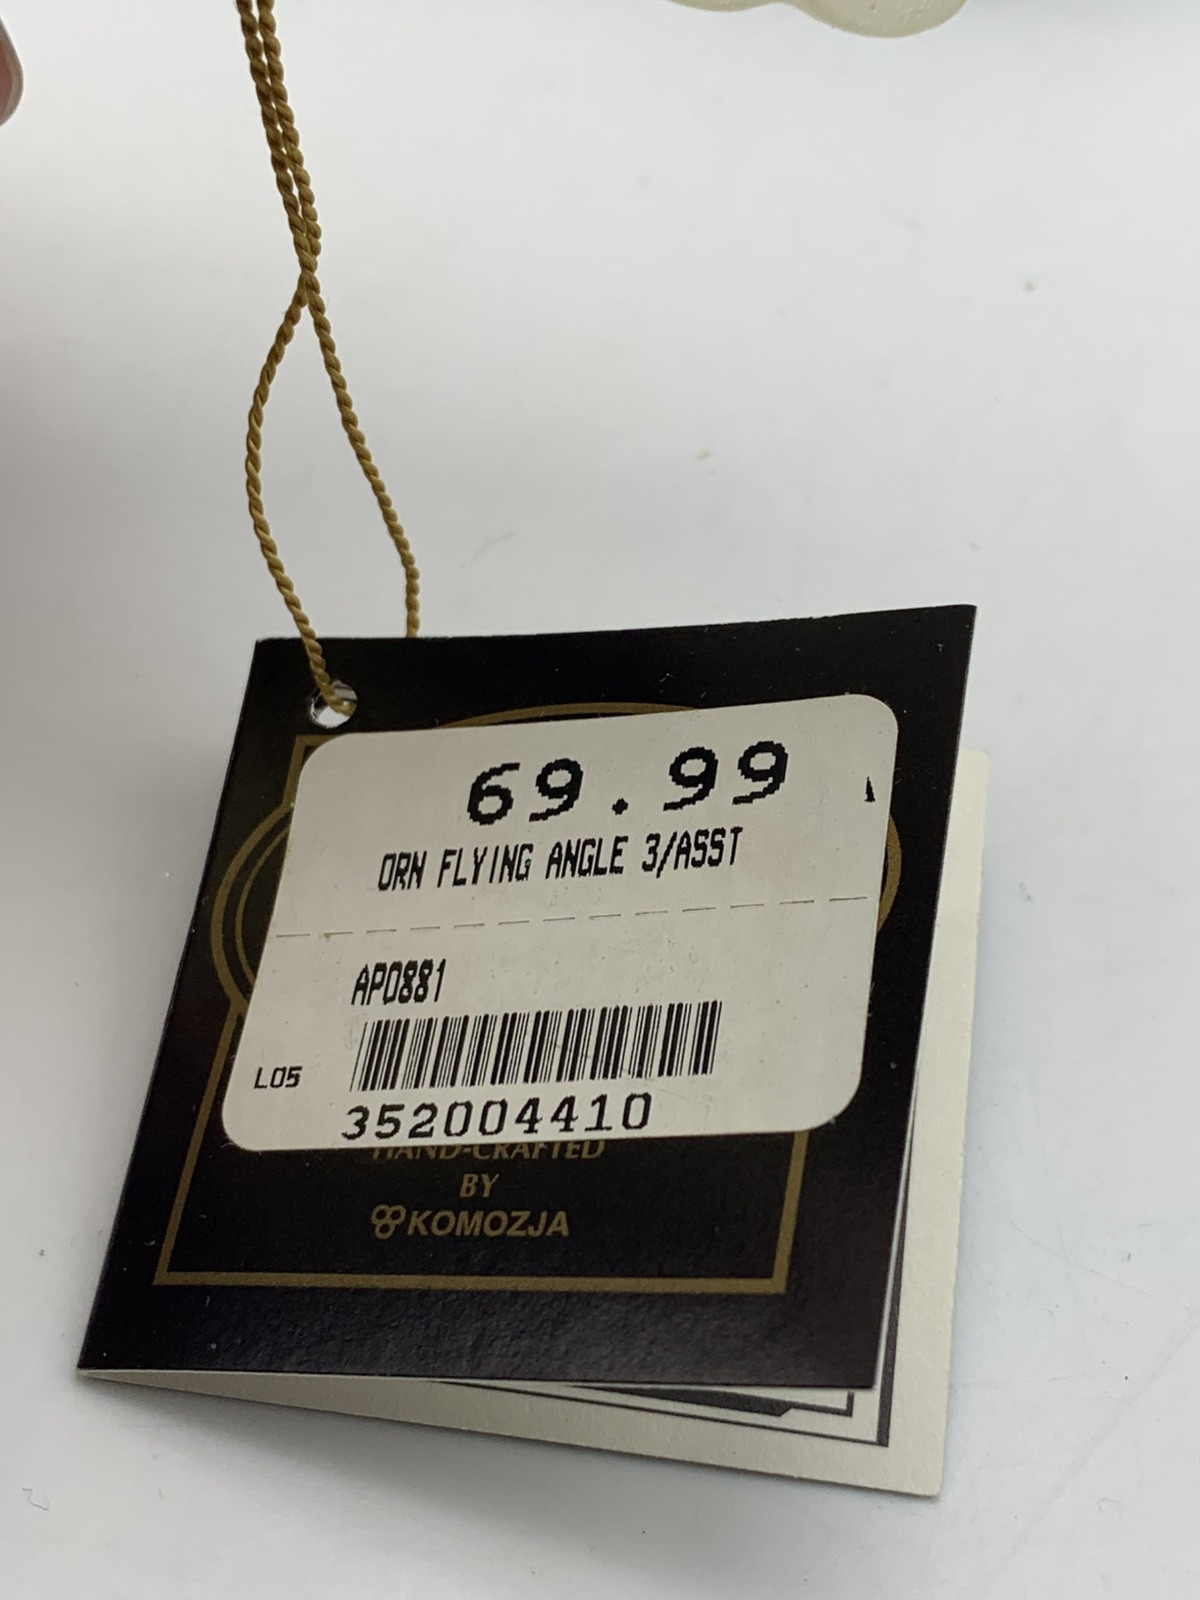 69.99
ORN FLYING ANGLE 3/ASST
AP0881
L05
352004410
HAND-CRAFTED
BY
KOMOZJA